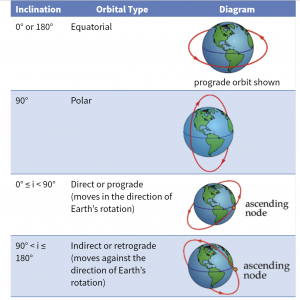 Inclination Orbital Type Diagram
0° or 180° Equatorial
prograde orbit shown
90° Polar
0° ≤ i < 90° Direct or prograde
(moves in the direction of
Earth's rotation)
ascending
node
90° < i ≤ Indirect or retrograde
180° (moves against the
direction of Earth's
rotation)
ascending
node